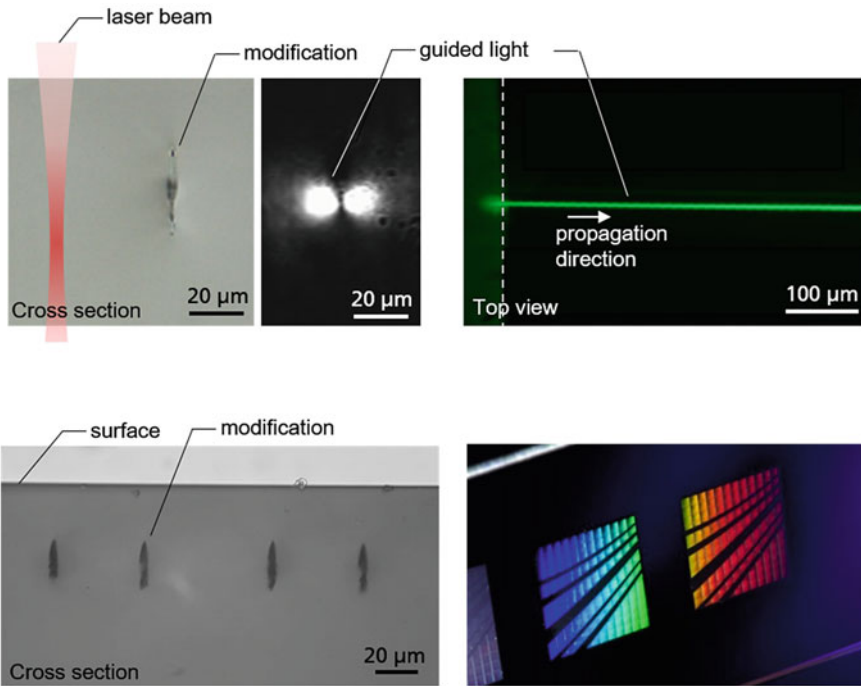 laser beam
modification
guided light
Cross section
20 µm
20 µm
propagation
direction
Top view
100 µm
surface
modification
Cross section
20 µm